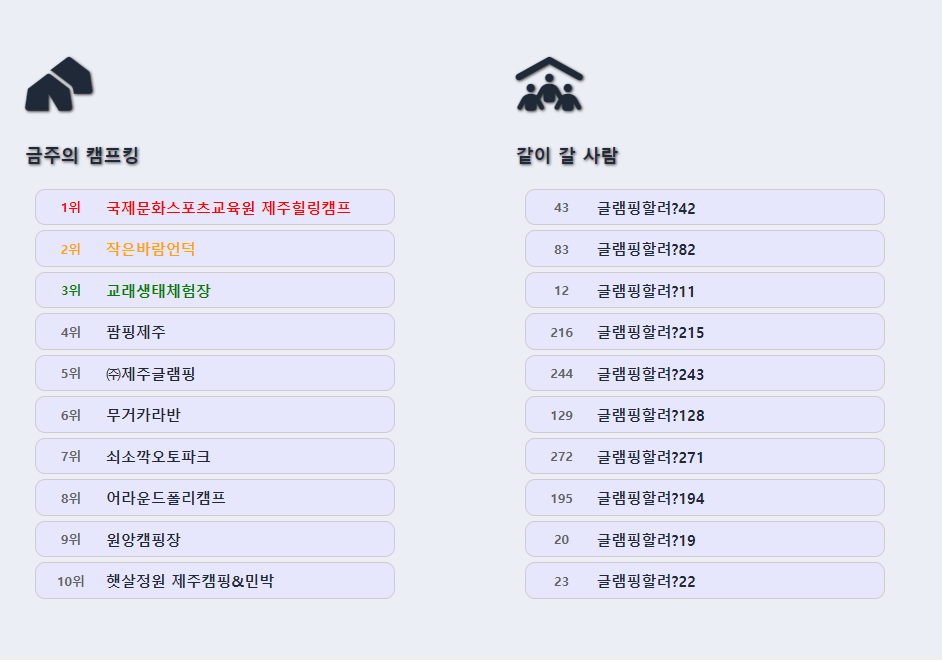 금주의 캠프킹
1위 국제문화스포츠교육원 제주힐링캠프
2위 작은바람언덕
3위 교래생태체험장
4위 팜핑제주
5위 ㈜제주글램핑
6위 무거카라반
7위 쇠소깍오토파크
8위 어라운드폴리캠프
9위 원앙캠핑장
10위 햇살정원 제주캠핑&민박
같이 갈 사람
43 글램핑할려?42
83 글램핑할려?82
12 글램핑할려?11
216 글램핑할려?215
244 글램핑할려?243
129 글램핑할려?128
272 글램핑할려?271
195 글램핑할려?194
20 글램핑할려?19
23 글램핑할려?22